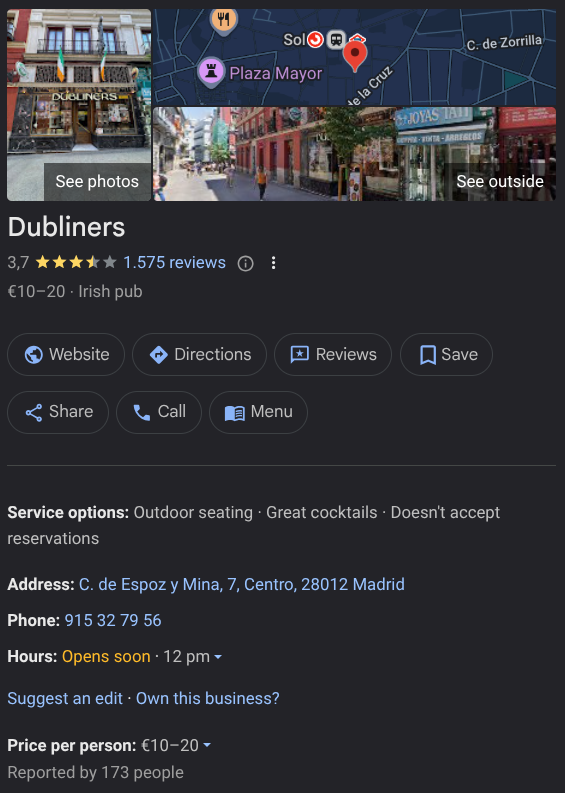 Sol
C. de Zorrilla
Plaza Mayor
de la Cruz
DUBLINERS
JOYAS TATI
VENTA - ARREGLOS
See photos
See outside
Dubliners
3,7 1.575 reviews
€10–20 · Irish pub
Website Directions Reviews Save
Share Call Menu
Service options: Outdoor seating · Great cocktails · Doesn't accept
reservations
Address: C. de Espoz y Mina, 7, Centro, 28012 Madrid
Phone: 915 32 79 56
Hours: Opens soon · 12 pm
Suggest an edit · Own this business?
Price per person: €10–20
Reported by 173 people